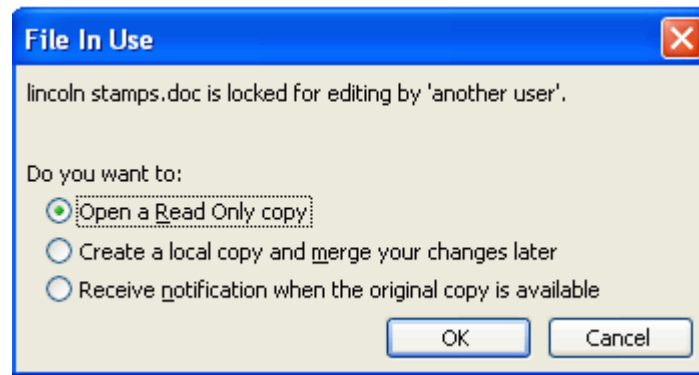 File In Use
lincoln stamps.doc is locked for editing by 'another user'.
Do you want to:
Open a Read Only copy
Create a local copy and merge your changes later
Receive notification when the original copy is available
OK Cancel